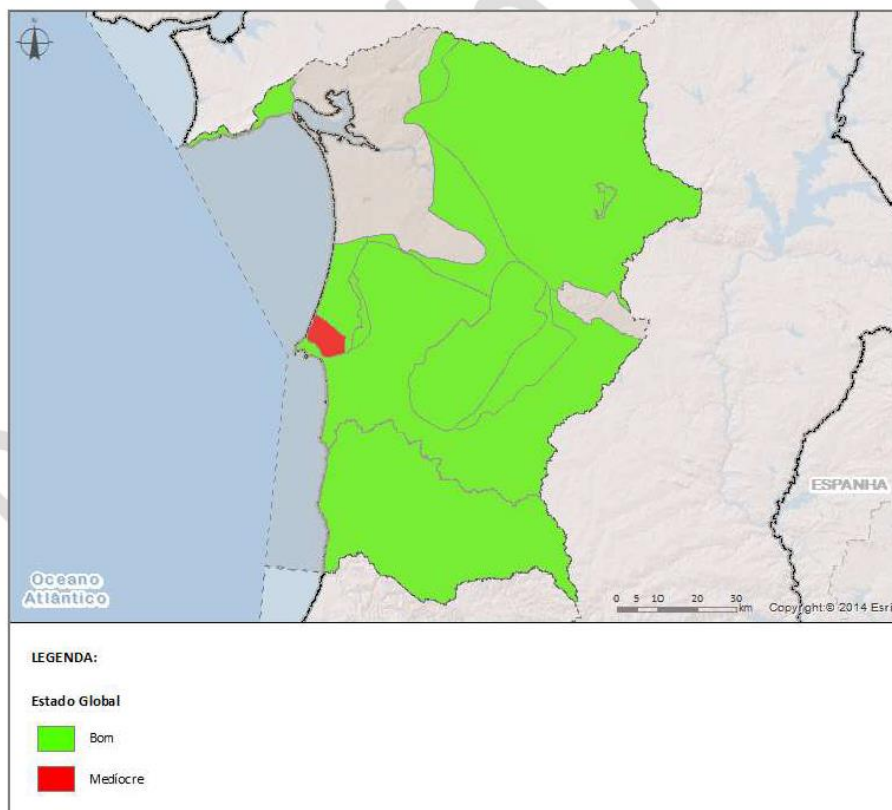 N
ESPANHA
Oceano
Atlântico
0 5 10 20 30
km
Copyright:© 2014 Esri
LEGENDA:
Estado Global
Bom
Medíocre